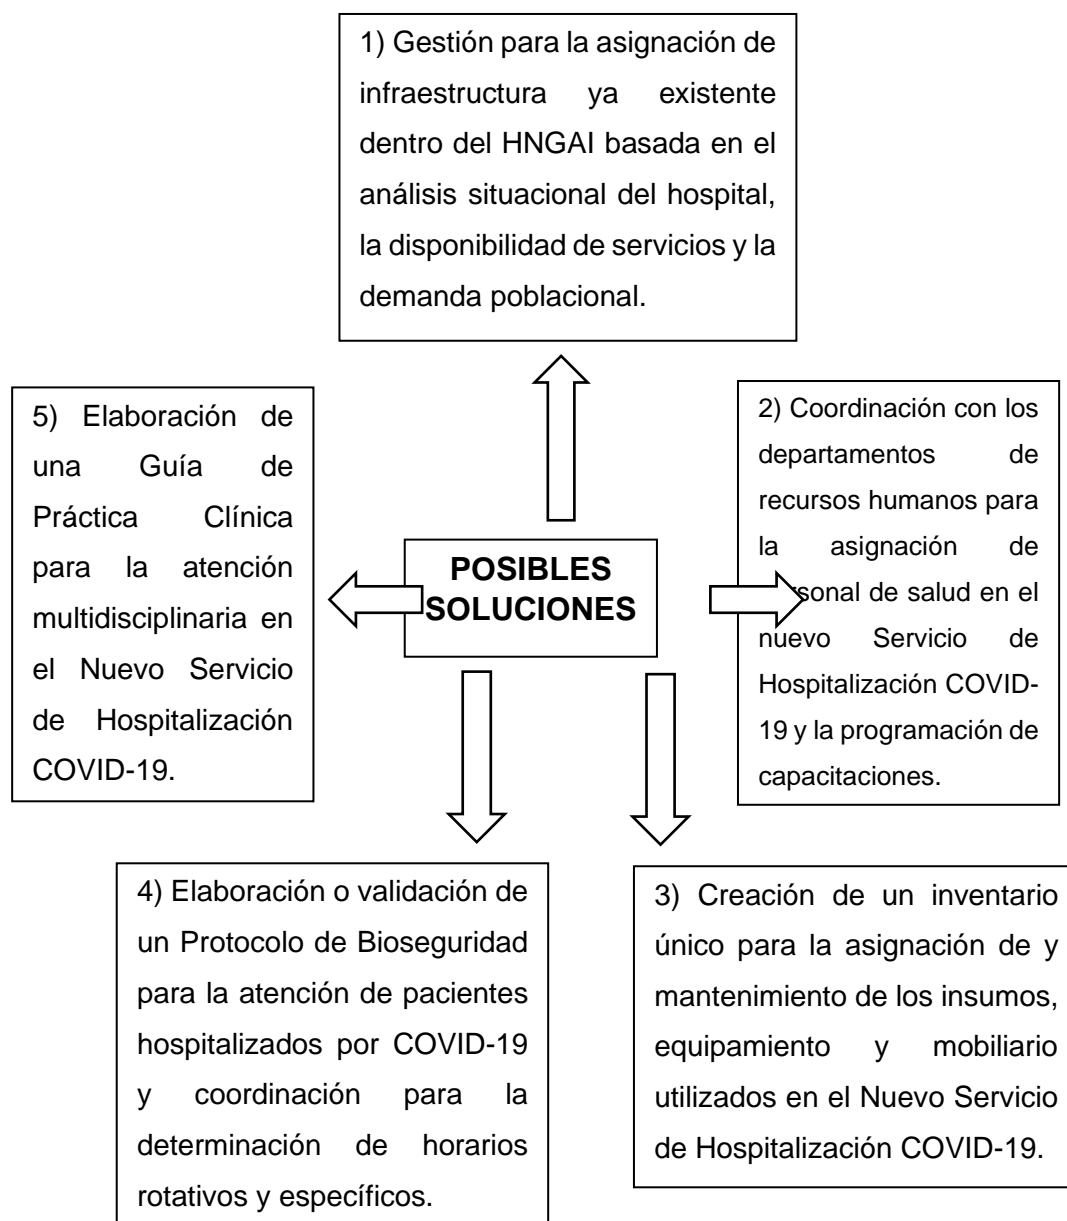 1) Gestión para la asignación de
infraestructura ya existente
dentro del HNGAI basada en el
análisis situacional del hospital,
la disponibilidad de servicios y la
demanda poblacional.
5) Elaboración de
una Guía de
Práctica Clínica
para la atención
multidisciplinaria en
el Nuevo Servicio
de Hospitalización
COVID-19.
POSIBLES
SOLUCIONES
2) Coordinación con los
departamentos de
recursos humanos para
la asignación de
personal de salud en el
nuevo Servicio de
Hospitalización COVID-
19 y la programación de
capacitaciones.
4) Elaboración o validación de
un Protocolo de Bioseguridad
para la atención de pacientes
hospitalizados por COVID-19
y coordinación para la
determinación de horarios
rotativos y específicos.
3) Creación de un inventario
único para la asignación de y
mantenimiento de los insumos,
equipamiento y mobiliario
utilizados en el Nuevo Servicio
de Hospitalización COVID-19.